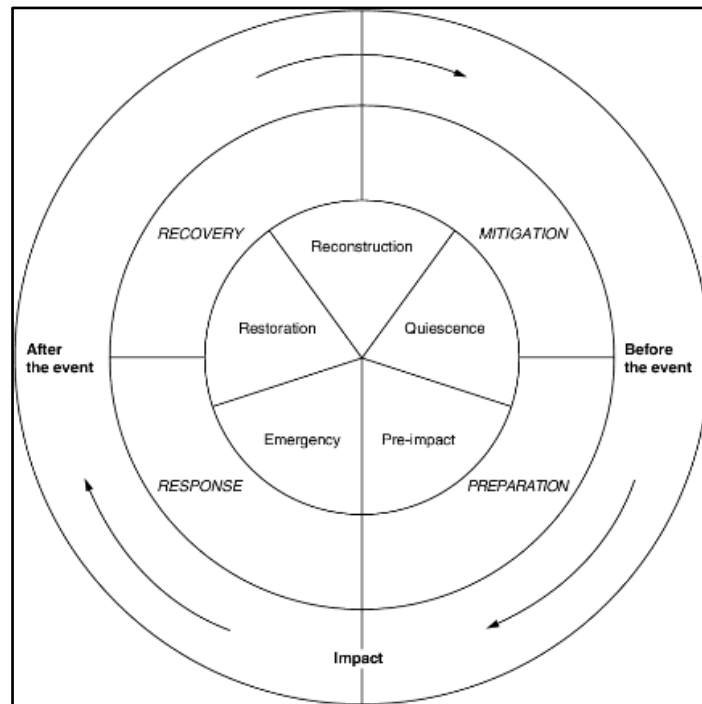 RECOVERY
MITIGATION
Reconstruction
Restoration
Quiescence
After
the event
Before
the event
Emergency
Pre-impact
RESPONSE
PREPARATION
Impact